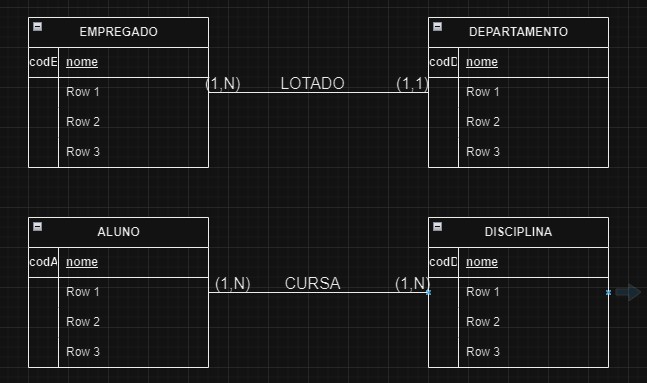 EMPREGADO
codE nome
Row 1
Row 2
Row 3
(1,N) LOTADO (1,1)
DEPARTAMENTO
codD nome
Row 1
Row 2
Row 3
ALUNO
codA nome
Row 1
Row 2
Row 3
(1,N) CURSA (1,N)
DISCIPLINA
codD nome
Row 1
Row 2
Row 3